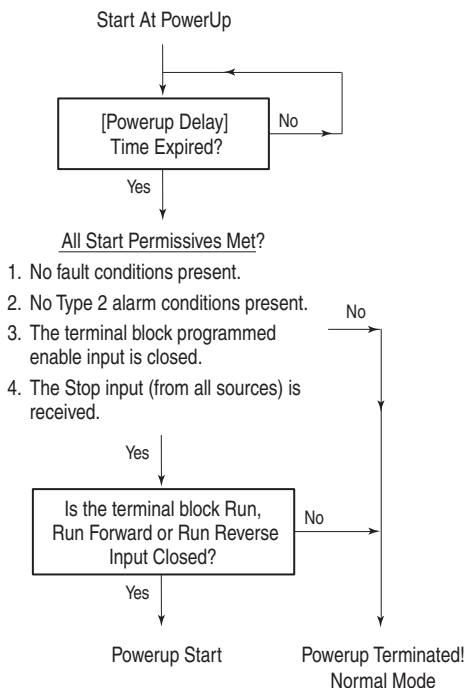 Start At PowerUp
[Powerup Delay]
Time Expired?
No
Yes
All Start Permissives Met?
1. No fault conditions present.
2. No Type 2 alarm conditions present.
No
3. The terminal block programmed
enable input is closed.
4. The Stop input (from all sources) is
received.
Yes
Is the terminal block Run,
Run Forward or Run Reverse
Input Closed?
No
Yes
Powerup Start
Powerup Terminated!
Normal Mode